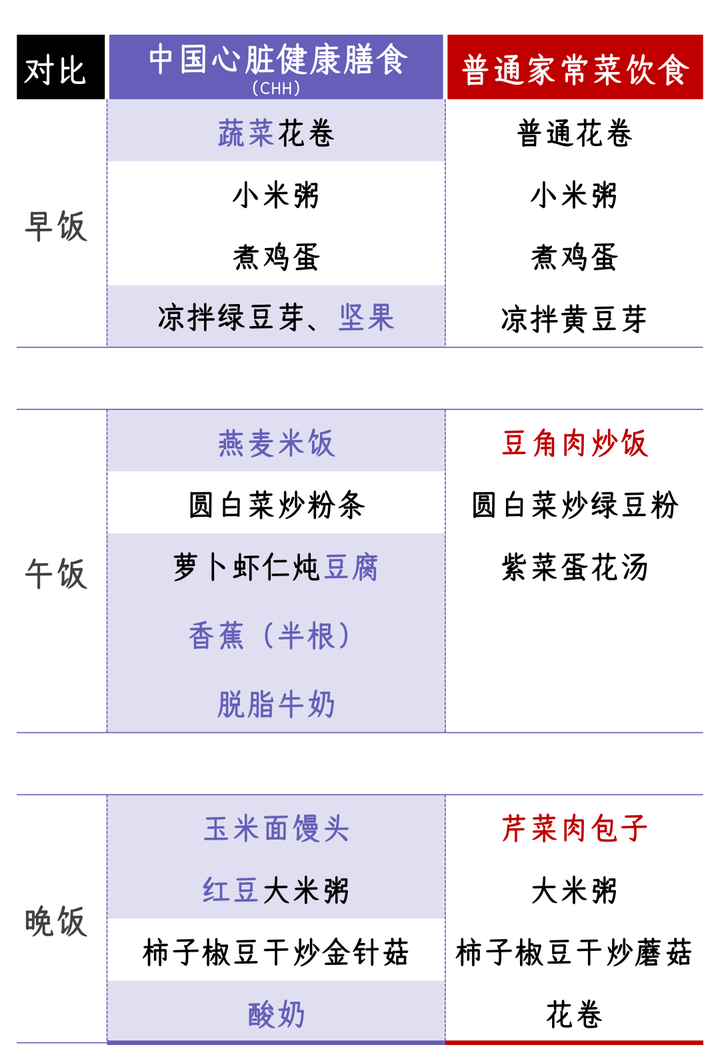 对比 中国心脏健康膳食 普通家常菜饮食
（CHH）
蔬菜花卷 普通花卷
小米粥 小米粥
早饭
煮鸡蛋 煮鸡蛋
凉拌绿豆芽、坚果 凉拌黄豆芽
燕麦米饭 豆角肉炒饭
圆白菜炒粉条 圆白菜炒绿豆粉
午饭 萝卜虾仁炖豆腐 紫菜蛋花汤
香蕉（半根）
脱脂牛奶
玉米面馒头 芹菜肉包子
红豆大米粥 大米粥
晚饭
柿子椒豆干炒金针菇 柿子椒豆干炒蘑菇
酸奶 花卷